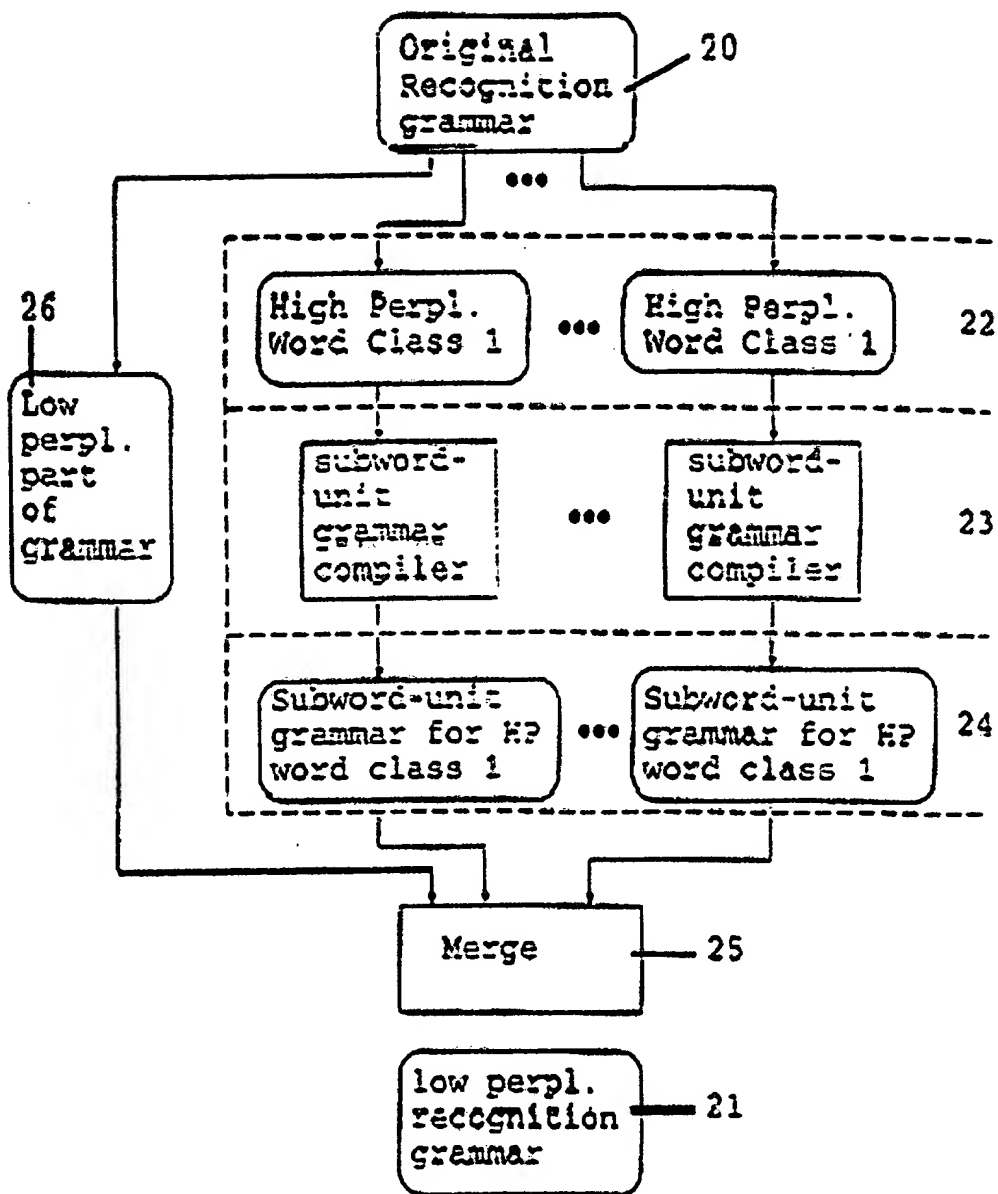 Original
Recognition
grammar
20
•••
26
High Perpl.
Word Class 1
•••
High Perpl.
Word Class 1
22
Low
perpl.
part
of
grammar
subword-
unit
grammar
compiler
•••
subword-
unit
grammar
compiler
23
Subword-unit
grammar for HP
word class 1
•••
Subword-unit
grammar for HP
word class 1
24
Merge
25
low perpl.
recognition
grammar
21